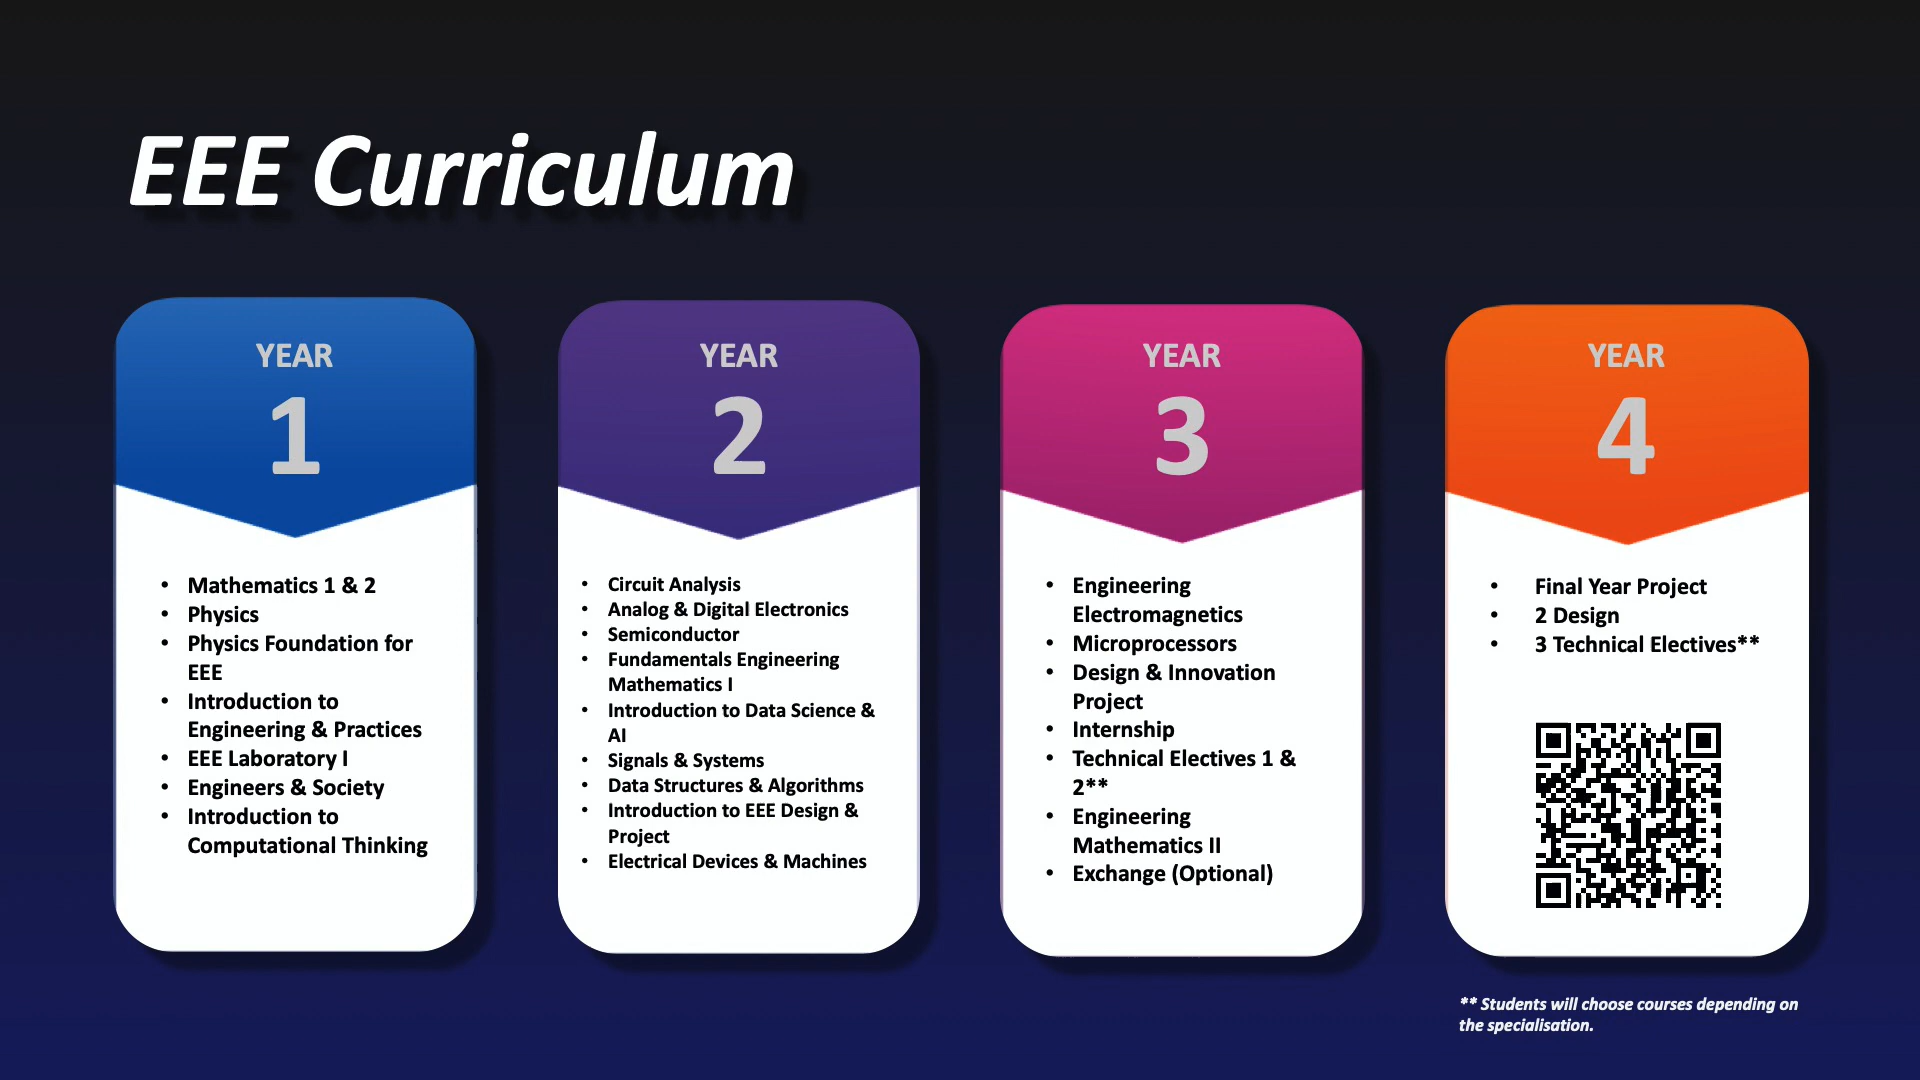 EEE Curriculum
YEAR
1
• Mathematics 1 & 2
• Physics
• Physics Foundation for
EEE
• Introduction to
Engineering & Practices
• EEE Laboratory I
• Engineers & Society
• Introduction to
Computational Thinking
YEAR
2
• Circuit Analysis
• Analog & Digital Electronics
• Semiconductor
• Fundamentals Engineering
Mathematics I
• Introduction to Data Science &
AI
• Signals & Systems
• Data Structures & Algorithms
• Introduction to EEE Design &
Project
• Electrical Devices & Machines
YEAR
3
• Engineering
Electromagnetics
• Microprocessors
• Design & Innovation
Project
• Internship
• Technical Electives 1 &
2**
• Engineering
Mathematics II
• Exchange (Optional)
YEAR
4
• Final Year Project
• 2 Design
• 3 Technical Electives**
** Students will choose courses depending on
the specialisation.